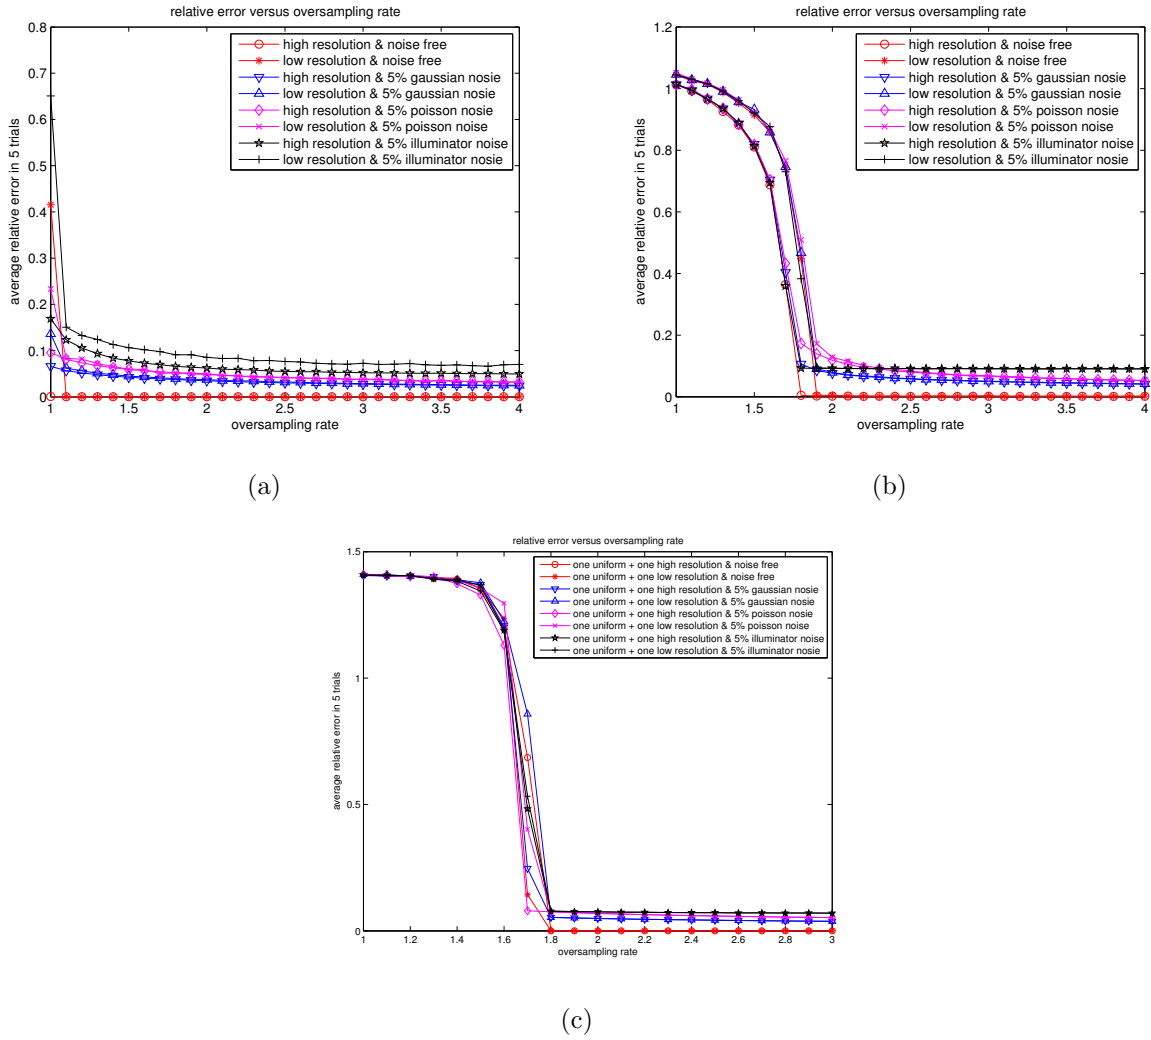 relative error versus oversampling rate
0.8
0.7
0.6
0.5
0.4
0.3
0.2
0.1
0
average relative error in 5 trials
high resolution & noise free
low resolution & noise free
high resolution & 5% gaussian nosie
low resolution & 5% gaussian nosie
high resolution & 5% poisson nosie
low resolution & 5% poisson noise
high resolution & 5% illuminator noise
low resolution & 5% illuminator nosie
1 1.5 2 2.5 3 3.5 4
oversampling rate
(a)
relative error versus oversampling rate
1.2
1
0.8
0.6
0.4
0.2
0
average relative error in 5 trials
high resolution & noise free
low resolution & noise free
high resolution & 5% gaussian nosie
low resolution & 5% gaussian nosie
high resolution & 5% poisson nosie
low resolution & 5% poisson noise
high resolution & 5% illuminator noise
low resolution & 5% illuminator nosie
1 1.5 2 2.5 3 3.5 4
oversampling rate
(b)
relative error versus oversampling rate
1.5
1
0.5
0
average relative error in 5 trials
one uniform + one high resolution & noise free
one uniform + one low resolution & noise free
one uniform + one high resolution & 5% gaussian nosie
one uniform + one low resolution & 5% gaussian nosie
one uniform + one high resolution & 5% poisson nosie
one uniform + one low resolution & 5% poisson noise
one uniform + one high resolution & 5% illuminator noise
one uniform + one low resolution & 5% illuminator nosie
1 1.2 1.4 1.6 1.8 2 2.2 2.4 2.6 2.8 3
oversampling rate
(c)